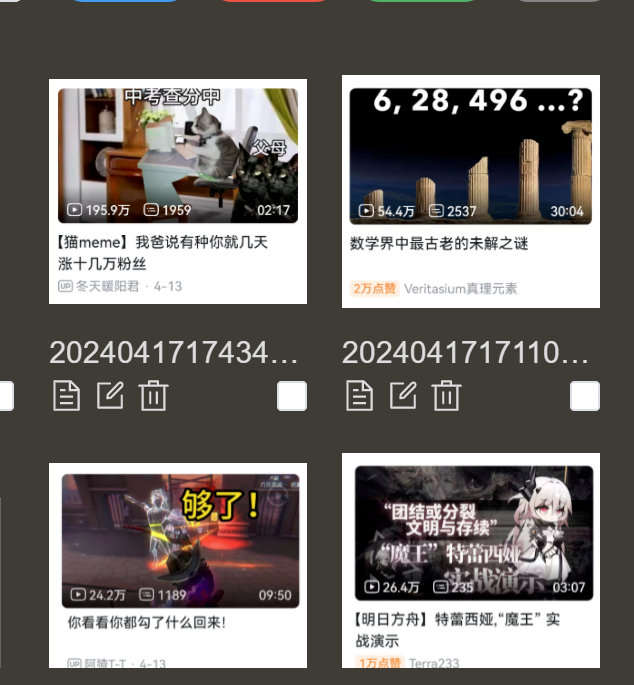 中考查分中
父母
195.9万 1959 02:17
【猫meme】我爸说有种你就几天
涨十几万粉丝
UP 冬天暖阳君 · 4-13
6, 28, 496 ...?
54.4万 2537 30:04
数学界中最古老的未解之谜
2万点赞 Veritasium真理元素
2024041717434...
2024041717110...
够了!
24.2万 1189 09:50
你看看你都勾了什么回来!
UP 阿猹T-T · 4-13
“团结或分裂
文明与存续”
“魔王”特蕾西娅
实战演示
26.4万 235 03:07
【明日方舟】特蕾西娅,“魔王” 实
战演示
1万点赞 Terra233